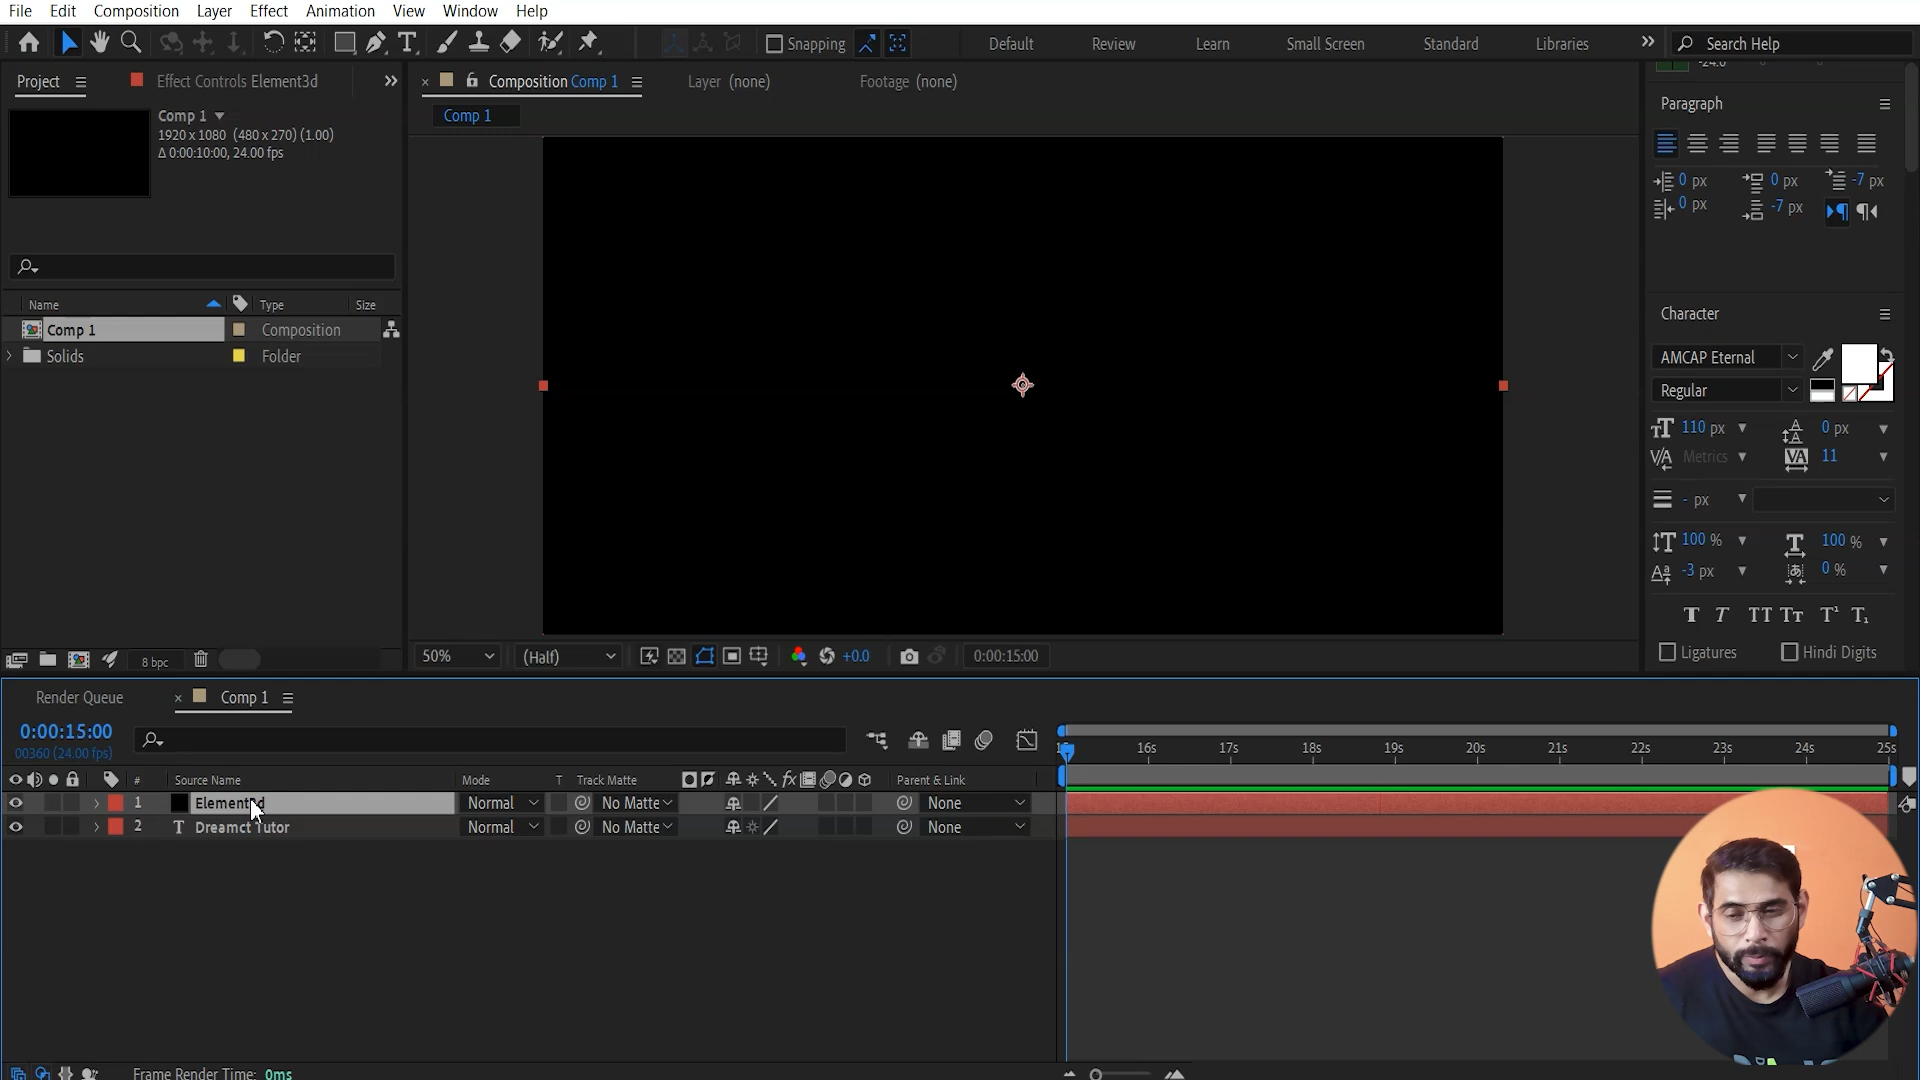 File Edit Composition Layer Effect Animation View Window Help
Snapping Default Review Learn Small Screen Standard Libraries Search Help
Project Effect Controls Element3d
Composition Comp 1 Layer (none) Footage (none)
Comp 1
Comp 1
1920 x 1080 (480 x 270) (1.00)
Δ 0:00:10:00, 24.00 fps
Name Type Size
Comp 1 Composition
Solids Folder
8 bpc
50% (Half) +0.0 0:00:15:00
Paragraph
0 px 0 px -7 px
0 px -7 px
Character
AMCAP Eternal
Regular
110 px 0 px
Metrics 11
- px
100 % 100 %
-3 px 0 %
Ligatures Hindi Digits
Render Queue Comp 1
0:00:15:00
00360 (24.00 fps)
16s 17s 18s 19s 20s 21s 22s 23s 24s 25s
# Source Name Mode T Track Matte Parent & Link
1 Element3d Normal No Matte None
2 Dreamct Tutor Normal No Matte None
Frame Render Time: 0ms